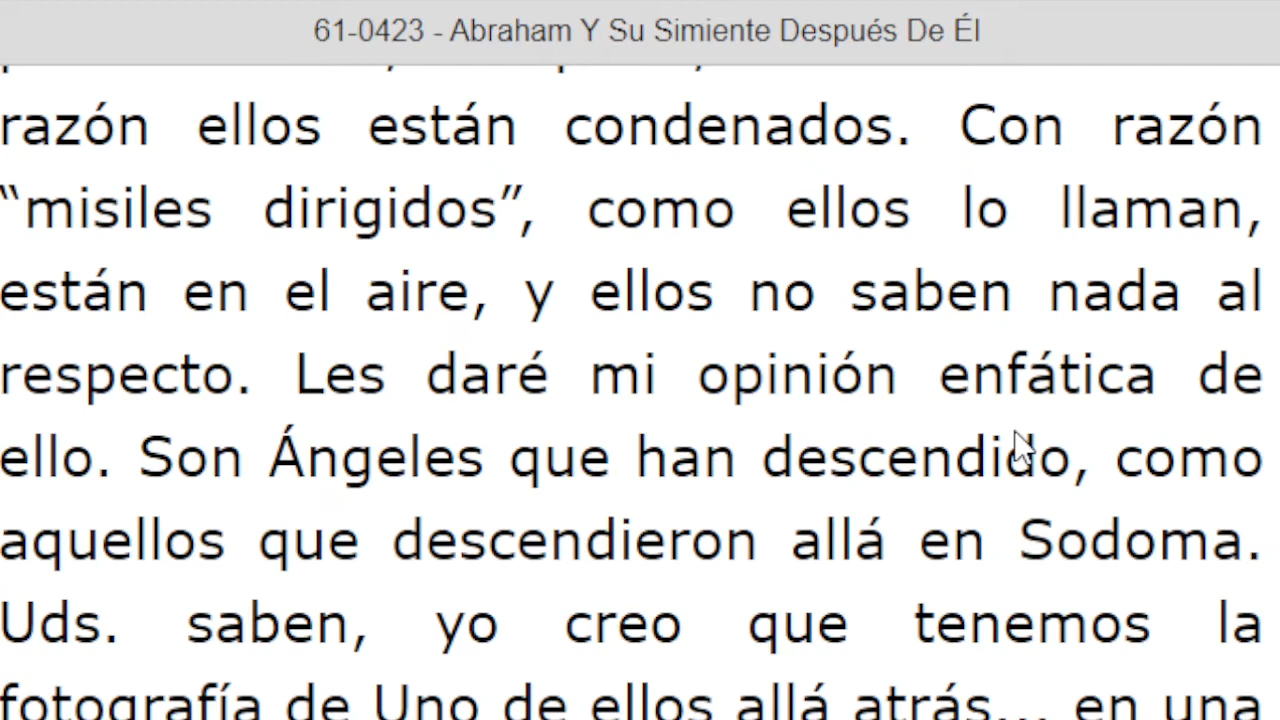 61-0423 - Abraham Y Su Simiente Después De Él
razón ellos están condenados. Con razón
“misiles dirigidos”, como ellos lo llaman,
están en el aire, y ellos no saben nada al
respecto. Les daré mi opinión enfática de
ello. Son Ángeles que han descendido, como
aquellos que descendieron allá en Sodoma.
Uds. saben, yo creo que tenemos la
fotografía de Uno de ellos allá atrás... en una